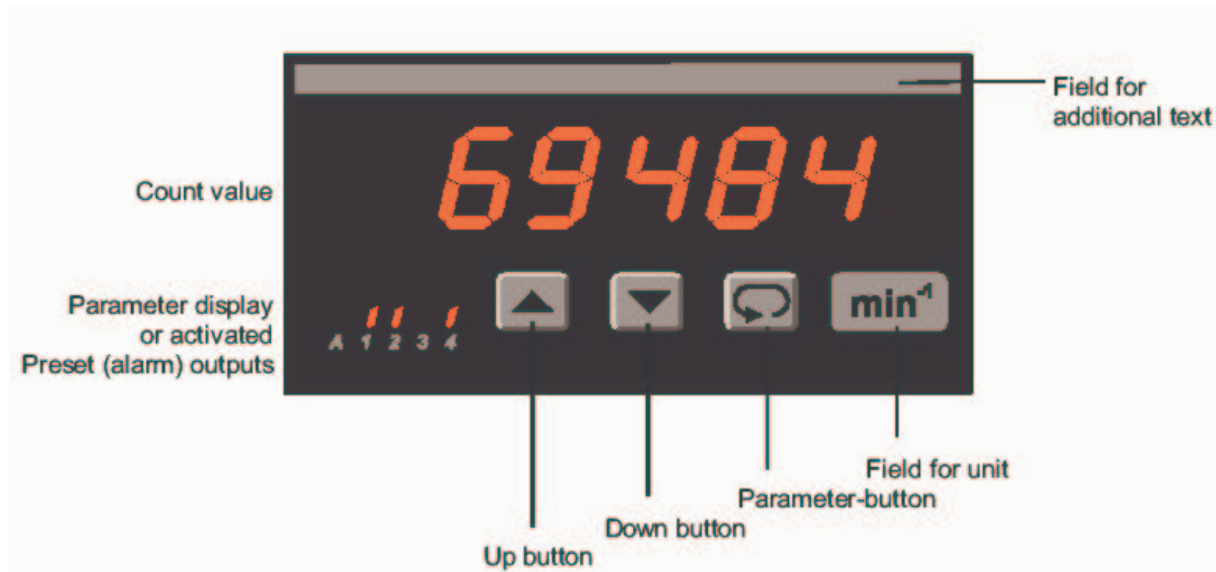 Field for
additional text
69484
Count value
Parameter display
or activated
Preset (alarm) outputs
A 1 2 3 4
min⁻¹
Field for unit
Parameter-button
Down button
Up button